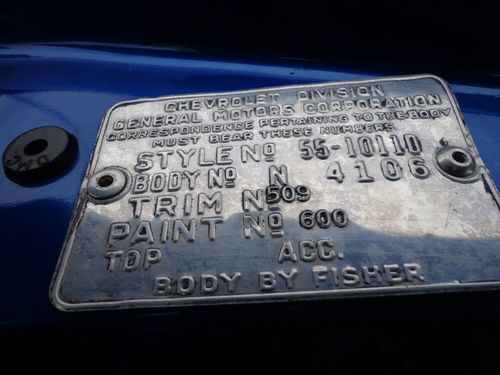 CHEVROLET DIVISION
GENERAL MOTORS CORPORATION
CORRESPONDENCE PERTAINING TO THE BODY
MUST BEAR THESE NUMBERS
STYLE Nº 55-10110
BODY Nº N 4106
TRIM Nº 509
PAINT Nº 600
TOP ACC.
BODY BY FISHER